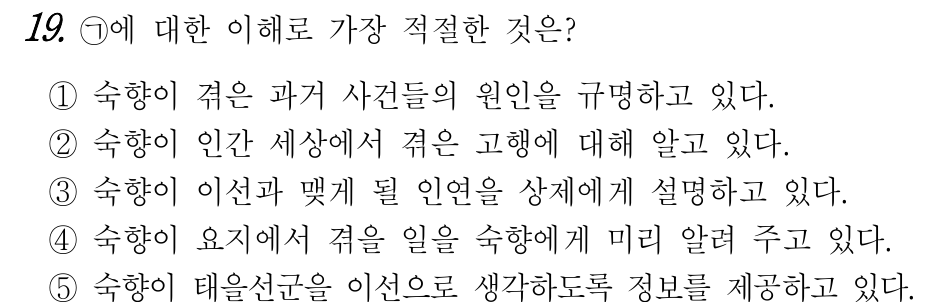 19. ㉠에 대한 이해로 가장 적절한 것은?
① 숙향이 겪은 과거 사건들의 원인을 규명하고 있다.
② 숙향이 인간 세상에서 겪은 고행에 대해 알고 있다.
③ 숙향이 이선과 맺게 될 인연을 상제에게 설명하고 있다.
④ 숙향이 요지에서 겪을 일을 숙향에게 미리 알려 주고 있다.
⑤ 숙향이 태을선군을 이선으로 생각하도록 정보를 제공하고 있다.